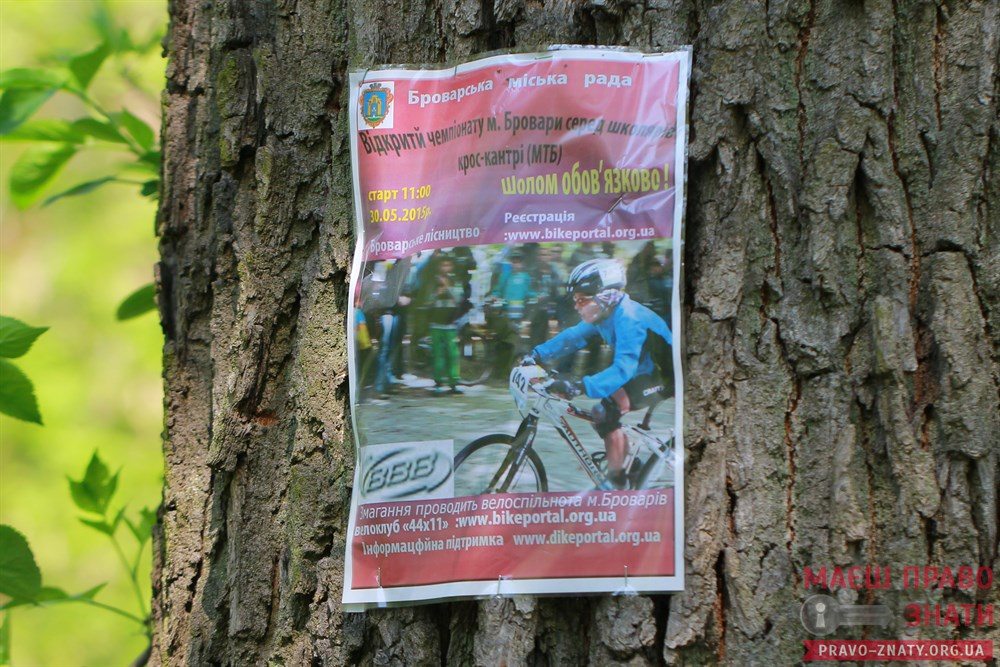 Броварська міська рада
Відкритй чемпіонату м. Бровари серед школярів
крос-кантрі (МТБ)
старт 11:00
шолом обов'язково !
30.05.2015р.
Реєстрація
Броварське лісництво
:www.bikeportal.org.ua
BBB
Змагання проводить велоспільнота м.Броварів
велоклуб «44х11» :www.bikeportal.org.ua
Інформацфйна підтримка www.dikeportal.org.ua
МАЄШ ПРАВО
ЗНАТИ
PRAVO-ZNATY.ORG.UA